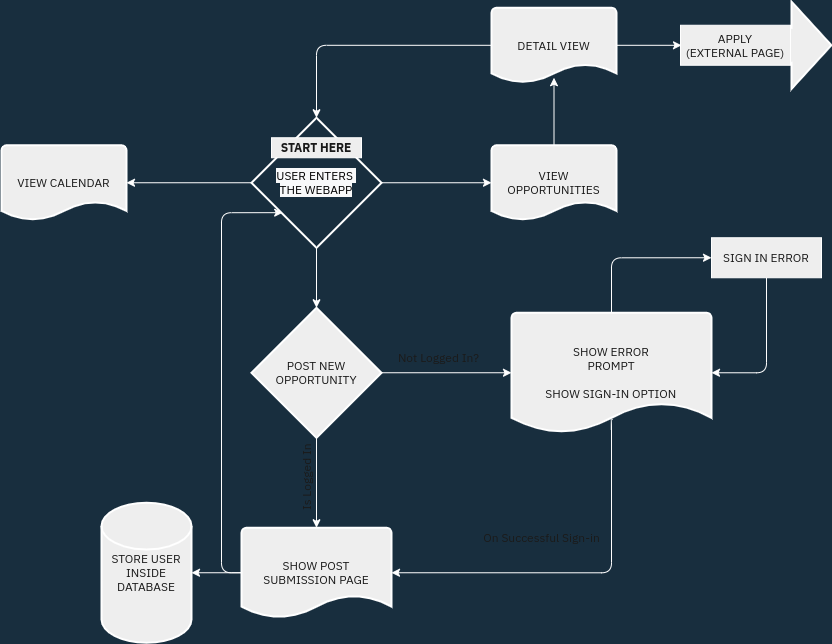 DETAIL VIEW
APPLY
(EXTERNAL PAGE)
START HERE
USER ENTERS
THE WEBAPP
VIEW CALENDAR
VIEW
OPPORTUNITIES
SIGN IN ERROR
POST NEW
OPPORTUNITY
Not Logged In?
SHOW ERROR
PROMPT
SHOW SIGN-IN OPTION
Is Logged In
On Successful Sign-in
STORE USER
INSIDE
DATABASE
SHOW POST
SUBMISSION PAGE